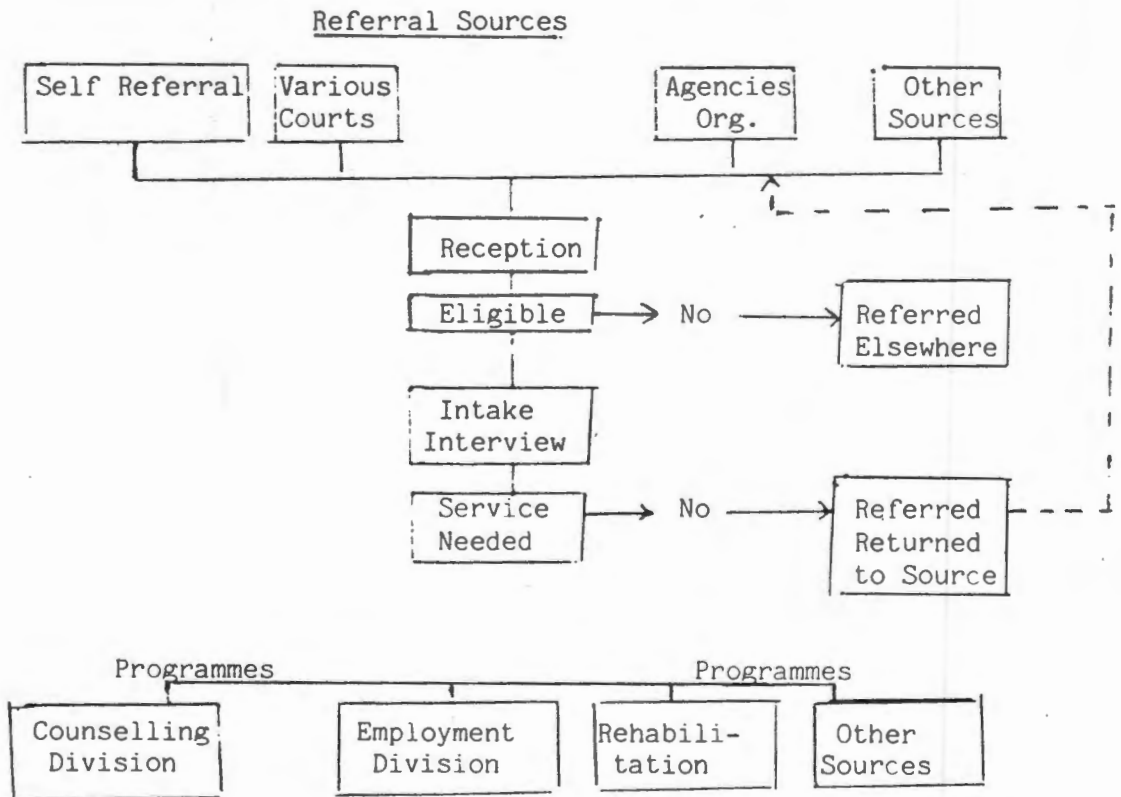 Referral Sources
Self Referral
Various
Courts
Agencies
Org.
Other
Sources
Reception
Eligible
No
Referred
Elsewhere
Intake
Interview
Service
Needed
No
Referred
Returned
to Source
Programmes
Programmes
Counselling
Division
Employment
Division
Rehabili-
tation
Other
Sources